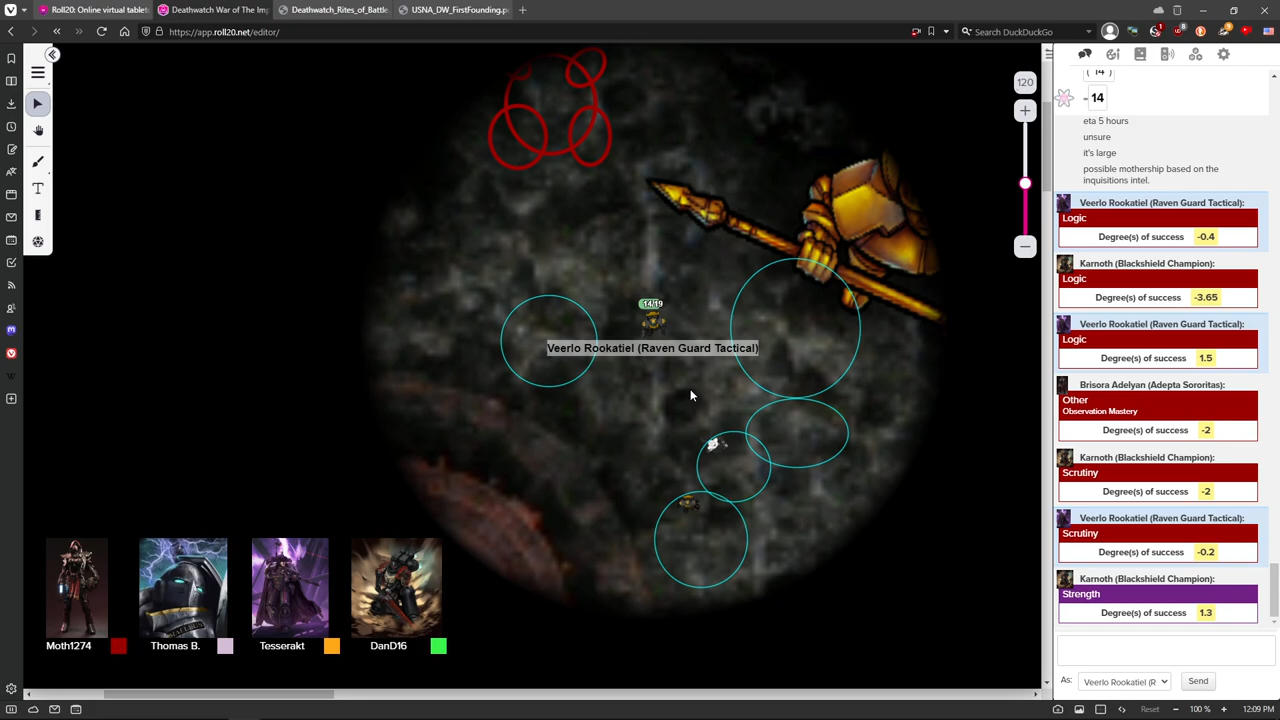 Roll20: Online virtual tablet
Deathwatch War of The Imp
Deathwatch_Rites_of_Battle
USNA_DW_FirstFounding.p
https://app.roll20.net/editor/
Search DuckDuckGo
120
14
- 14
eta 5 hours
unsure
it's large
possible mothership based on the
inquisitions intel.
Veerlo Rookatiel (Raven Guard Tactical):
Logic
Degree(s) of success -0.4
Karnoth (Blackshield Champion):
Logic
Degree(s) of success -3.65
Veerlo Rookatiel (Raven Guard Tactical):
Logic
Degree(s) of success 1.5
Brisora Adelyan (Adepta Sororitas):
Other
Observation Mastery
Degree(s) of success -2
Karnoth (Blackshield Champion):
Scrutiny
Degree(s) of success -2
Veerlo Rookatiel (Raven Guard Tactical):
Scrutiny
Degree(s) of success -0.2
Karnoth (Blackshield Champion):
Strength
Degree(s) of success 1.3
14/19
Veerlo Rookatiel (Raven Guard Tactical)
Moth1274
Thomas B.
Tesserakt
DanD16
As:
Veerlo Rookatiel (R
Send
Reset
100 %
12:09 PM